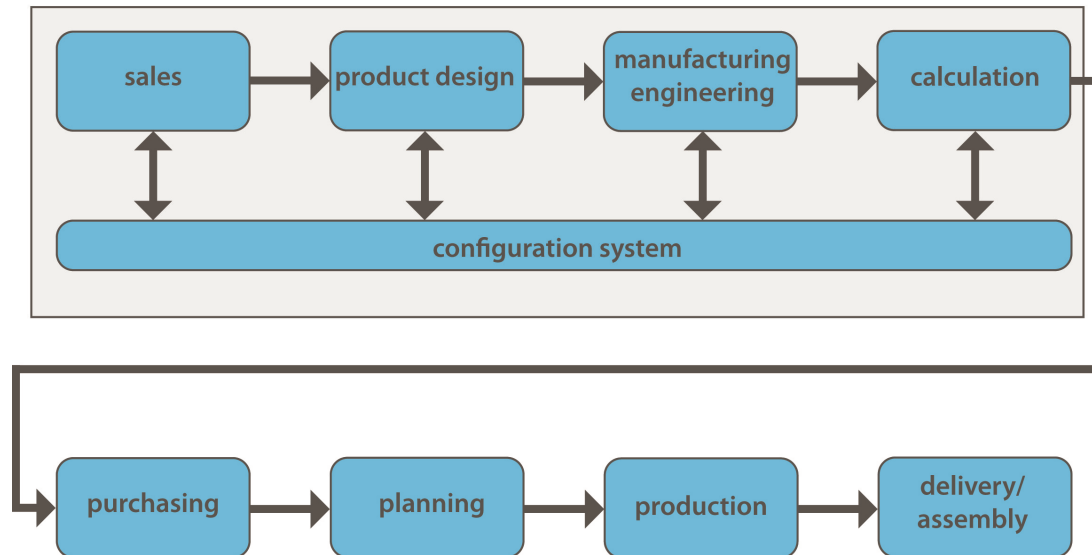 sales
product design
manufacturing
engineering
calculation
configuration system
purchasing
planning
production
delivery/
assembly